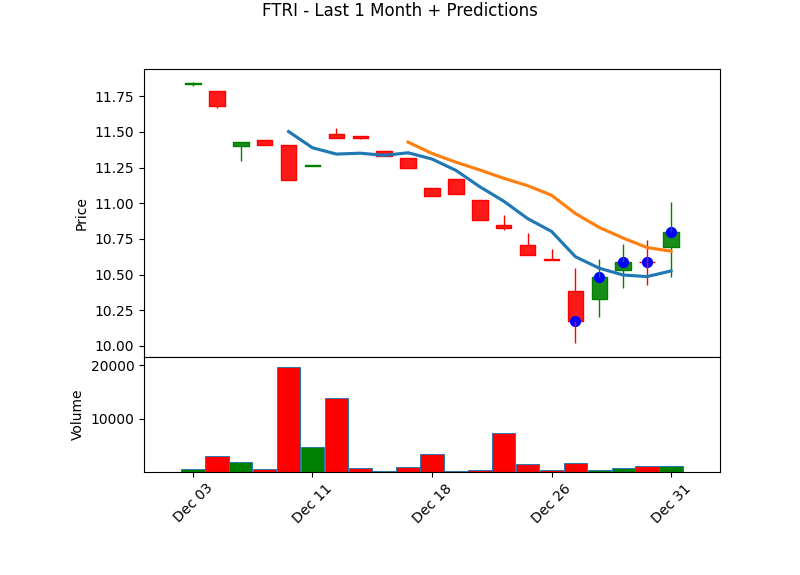 FTRI - Last 1 Month + Predictions
Price
11.75
11.50
11.25
11.00
10.75
10.50
10.25
10.00
Volume
20000
10000
Dec 03
Dec 11
Dec 18
Dec 26
Dec 31